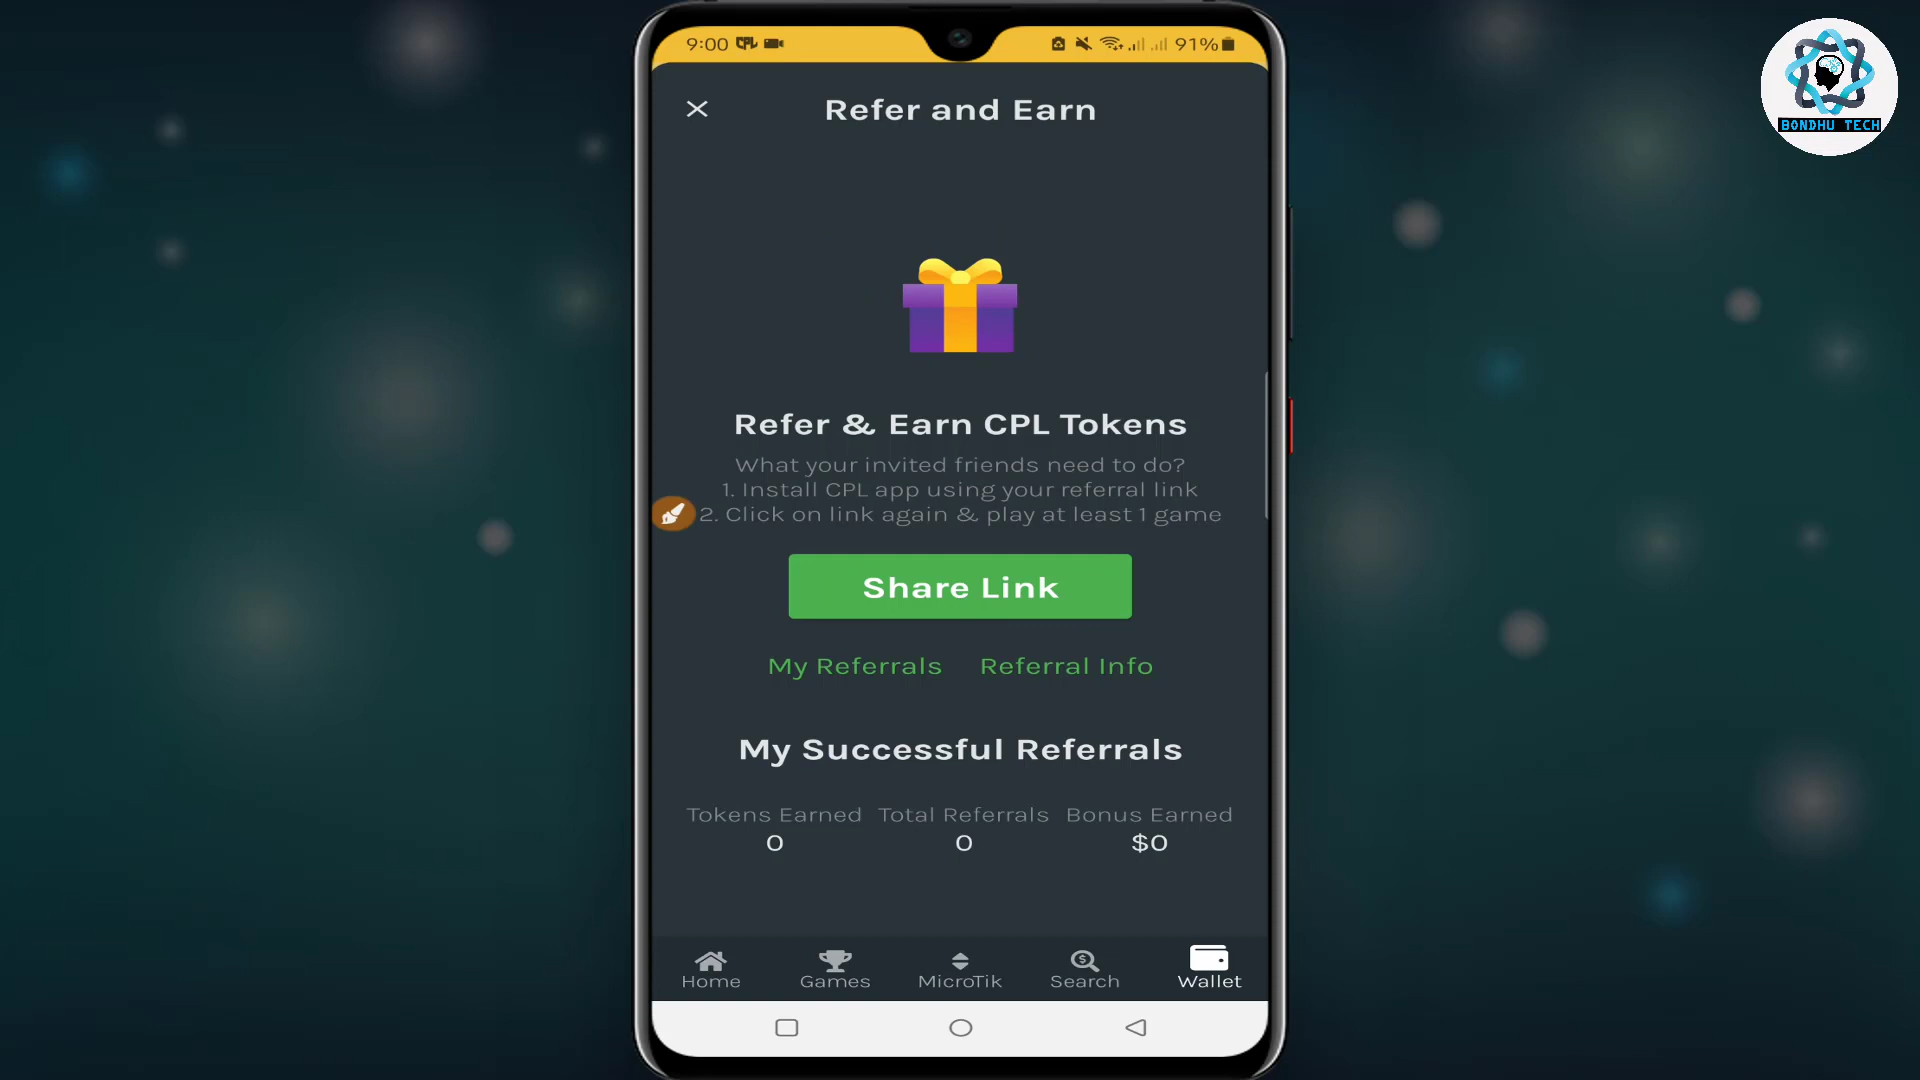 9:00 CPL 91%
BONDHU TECH
Refer and Earn
Refer & Earn CPL Tokens
What your invited friends need to do?
1. Install CPL app using your referral link
2. Click on link again & play at least 1 game
Share Link
My Referrals Referral Info
My Successful Referrals
Tokens Earned Total Referrals Bonus Earned
0 0 $0
Home Games MicroTik Search Wallet